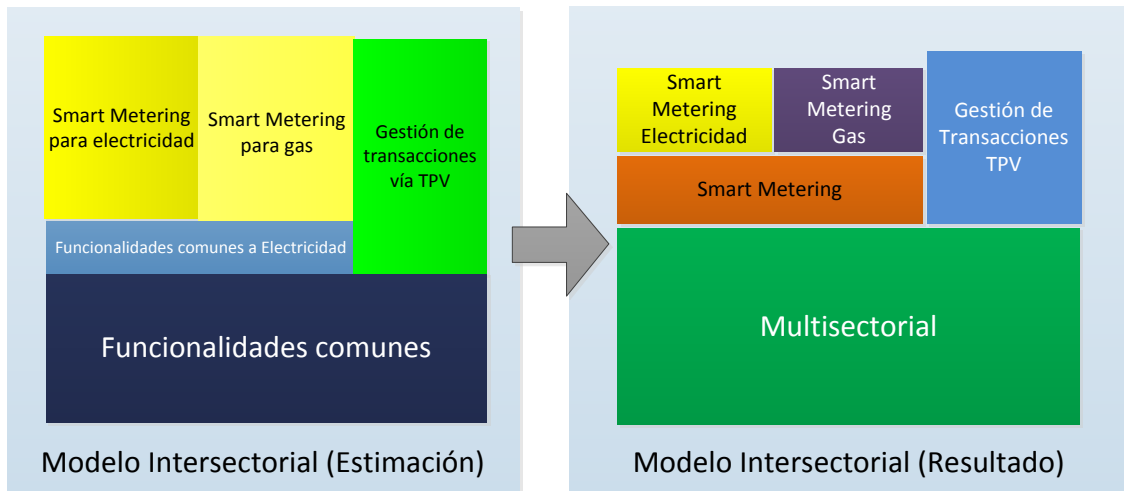 Smart Metering
para electricidad
Smart Metering
para gas
Gestión de
transacciones
vía TPV
Funcionalidades comunes a Electricidad
Funcionalidades comunes
Modelo Intersectorial (Estimación)
Smart
Metering
Electricidad
Smart
Metering
Gas
Gestión de
Transacciones
TPV
Smart Metering
Multisectorial
Modelo Intersectorial (Resultado)